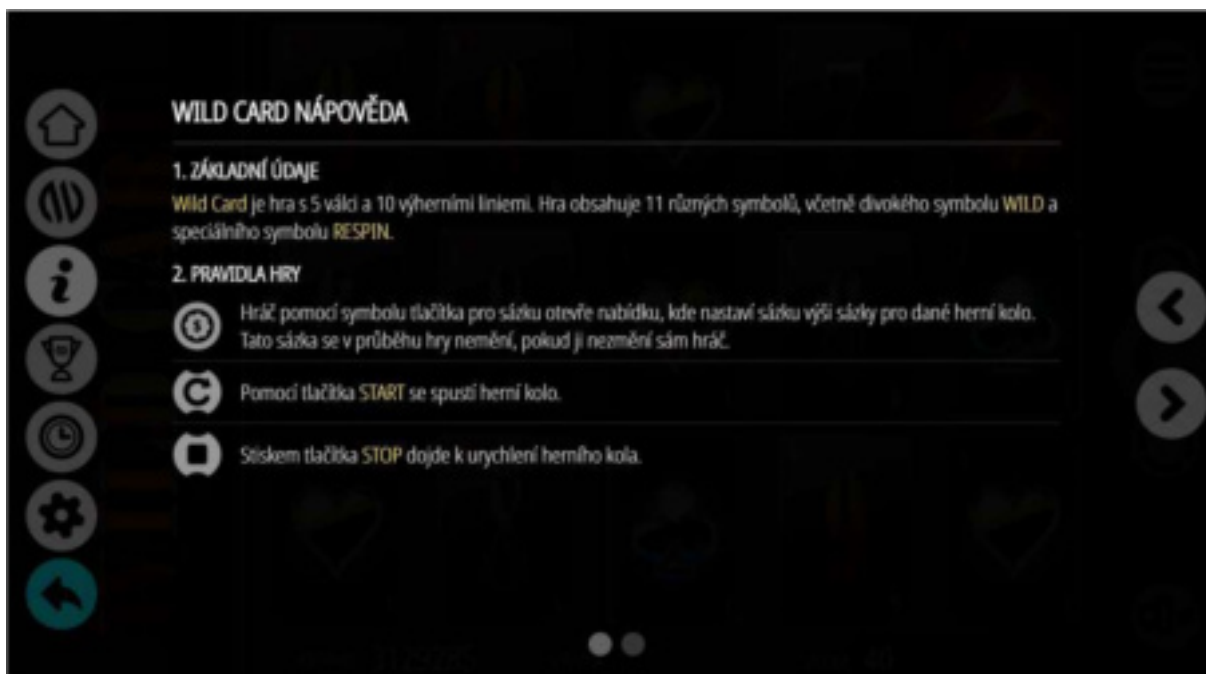 WILD CARD NÁPOVĚDA
1. ZÁKLADNÍ ÚDAJE
Wild Card je hra s 5 válci a 10 výherními liniemi. Hra obsahuje 11 různých symbolů, včetně divokého symbolu WILD a
speciálního symbolu RESPIN.
2. PRAVIDLA HRY
Hráč pomocí symbolu tlačítka pro sázku otevře nabídku, kde nastaví sázku výši sázky pro dané herní kolo.
Tato sázka se v průběhu hry nemění, pokud ji nezmění sám hráč.
Pomocí tlačítka START se spustí herní kolo.
Stiskem tlačítka STOP dojde k urychlení herního kola.